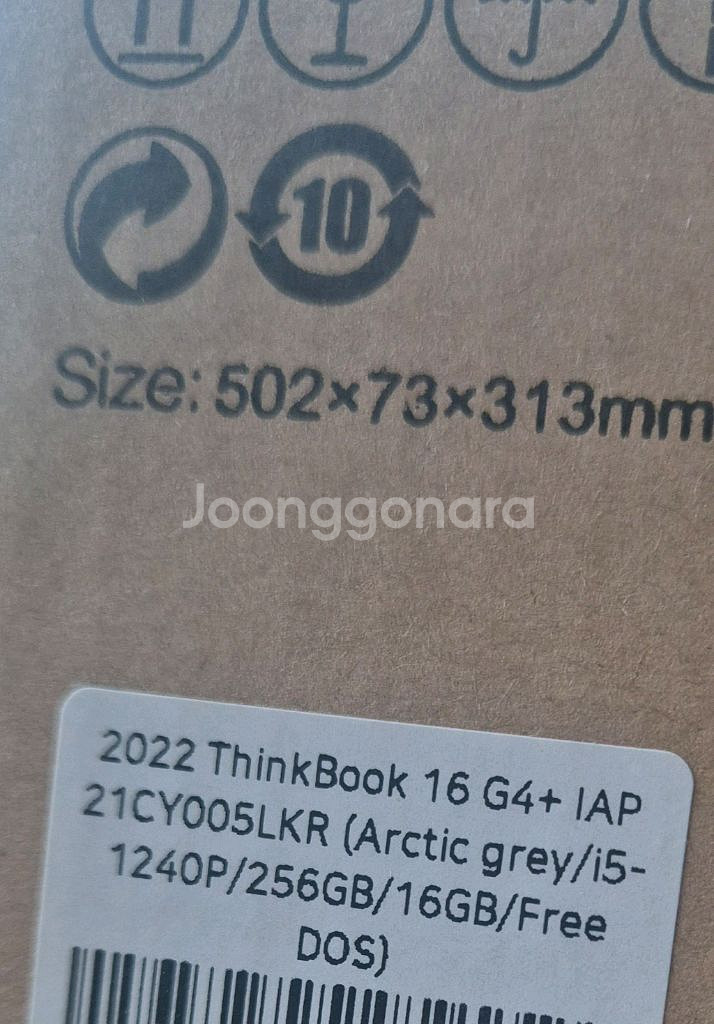 10
Size: 502×73×313mm
Joonggonara
2022 ThinkBook 16 G4+ IAP
21CY005LKR (Arctic grey/i5-
1240P/256GB/16GB/Free
DOS)